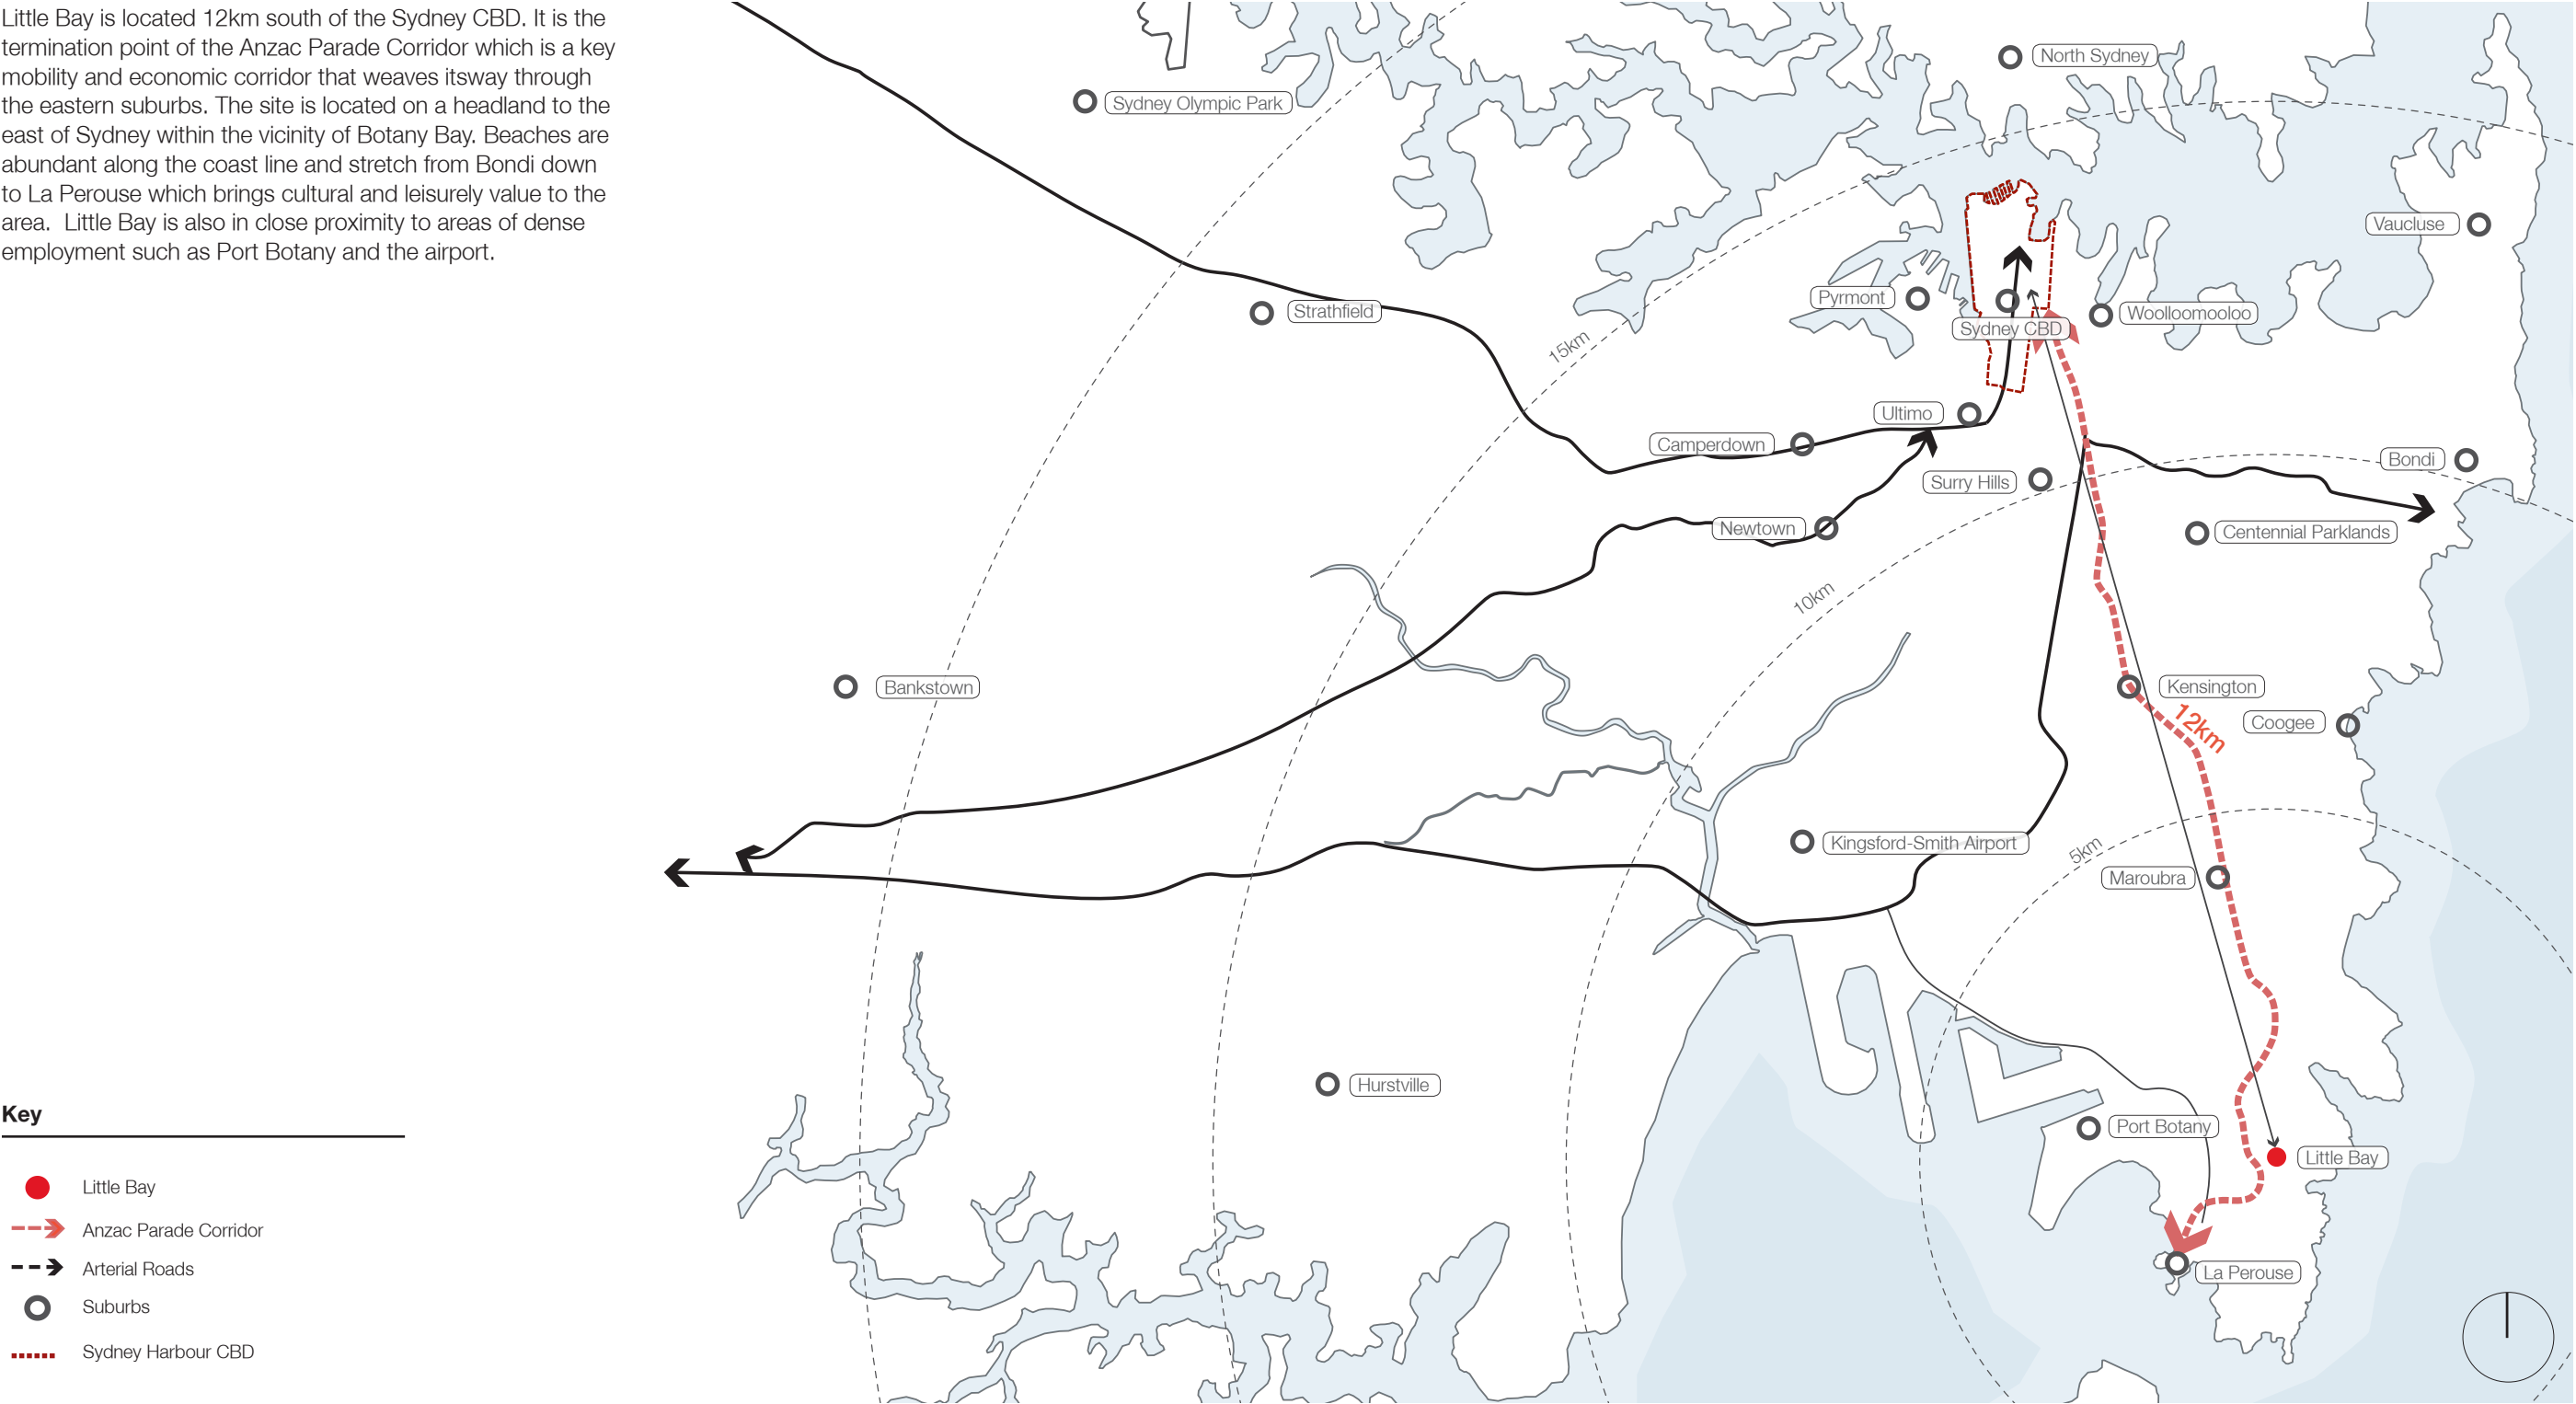 Little Bay is located 12km south of the Sydney CBD. It is the
termination point of the Anzac Parade Corridor which is a key
mobility and economic corridor that weaves itsway through
the eastern suburbs. The site is located on a headland to the
east of Sydney within the vicinity of Botany Bay. Beaches are
abundant along the coast line and stretch from Bondi down
to La Perouse which brings cultural and leisurely value to the
area.  Little Bay is also in close proximity to areas of dense
employment such as Port Botany and the airport.
North Sydney
Sydney Olympic Park
Vaucluse
Pyrmont
Strathfield
Woolloomooloo
Sydney CBD
15km
Ultimo
Camperdown
Bondi
Surry Hills
Newtown
Centennial Parklands
10km
Bankstown
Kensington
Coogee
12km
Kingsford-Smith Airport
5km
Maroubra
Hurstville
Port Botany
Little Bay
La Perouse
Key
Little Bay
Anzac Parade Corridor
Arterial Roads
Suburbs
Sydney Harbour CBD